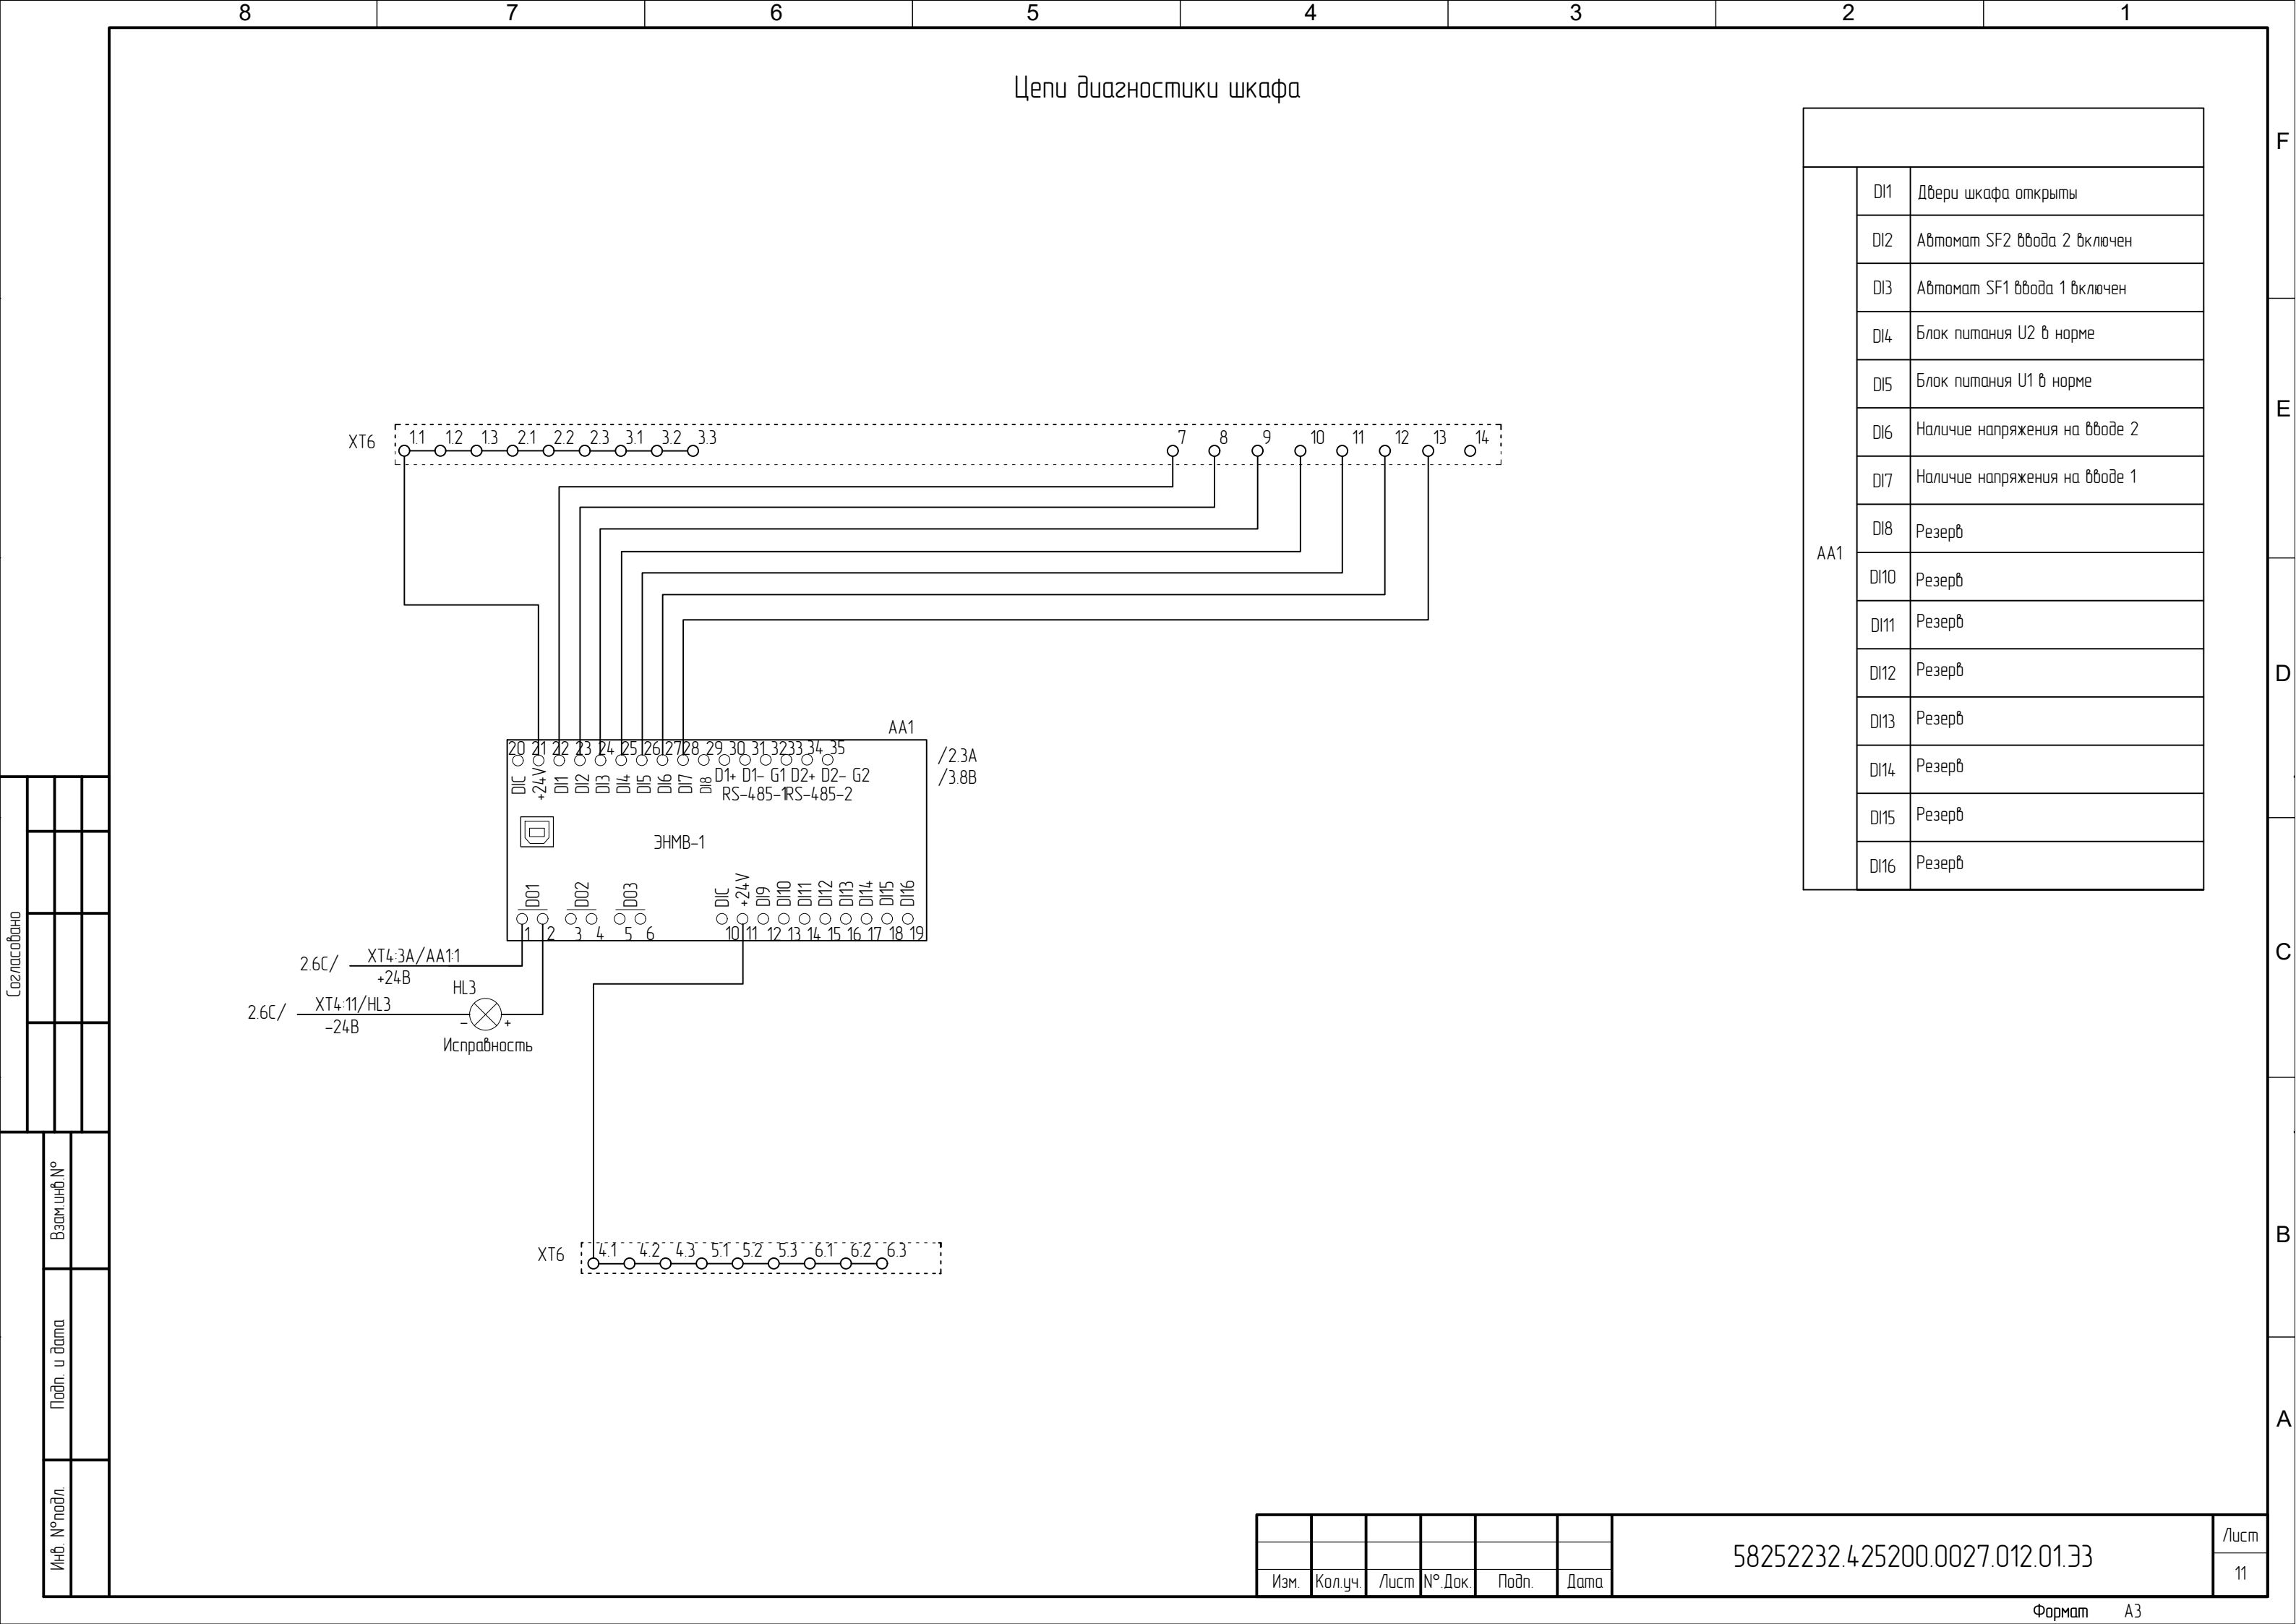 8 7 6 5 4 3 2 1
Цепи диагностики шкафа
F
E
D
C
B
A
DI1 Двери шкафа открыты
DI2 Автомат SF2 ввода 2 включен
DI3 Автомат SF1 ввода 1 включен
DI4 Блок питания U2 в норме
DI5 Блок питания U1 в норме
DI6 Наличие напряжения на вводе 2
DI7 Наличие напряжения на вводе 1
DI8 Резерв
AA1
DI10 Резерв
DI11 Резерв
DI12 Резерв
DI13 Резерв
DI14 Резерв
DI15 Резерв
DI16 Резерв
XT6 1.1 1.2 1.3 2.1 2.2 2.3 3.1 3.2 3.3 7 8 9 10 11 12 13 14
AA1
/2.3A
/3.8B
20 21 22 23 24 25 26 27 28 29 30 31 32 33 34 35
DIC +24V DI1 DI2 DI3 DI4 DI5 DI6 DI7 DI8 D1+ D1- G1 D2+ D2- G2
RS-485-1 RS-485-2
ЭНМВ-1
DO1 DO2 DO3 DIC +24V DI9 DI10 DI11 DI12 DI13 DI14 DI15 DI16
1 2 3 4 5 6 10 11 12 13 14 15 16 17 18 19
2.6C/ XT4:3A/AA1:1
+24В
HL3
2.6C/ XT4:11/HL3
-24В
- +
Исправность
XT6 4.1 4.2 4.3 5.1 5.2 5.3 6.1 6.2 6.3
Согласовано
Взам.инв.N°
Подп. и дата
Инв. N°подл.
Изм. Кол.уч. Лист N°.Док. Подп. Дата
58252232.425200.0027.012.01.ЭЗ
Лист
11
Формат А3